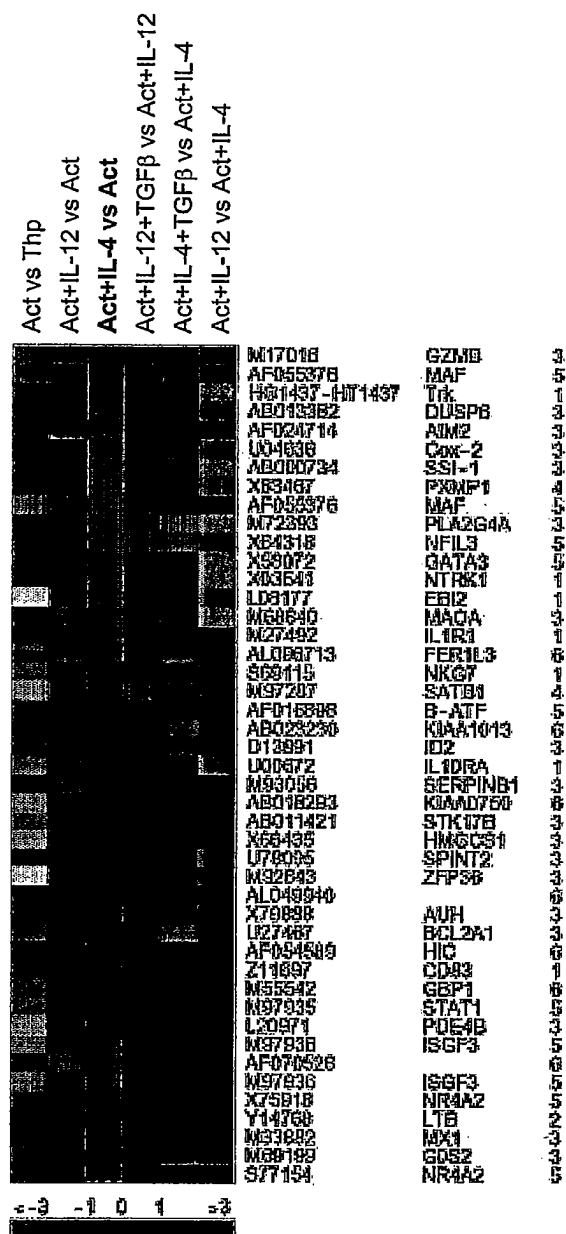 Act vs Thp
Act+IL-12 vs Act
Act+IL-4 vs Act
Act+IL-12+TGFβ vs Act+IL-12
Act+IL-4+TGFβ vs Act+IL-4
Act+IL-12 vs Act+IL-4
GZMB 3
AF055376 MAF 5
HG1437-HT1437 Trk 1
DUSP6 3
AF024714 AIM2 3
U04636 Cox-2 3
AB000734 SSI-1 3
PXMP1 4
AF055376 MAF 5
M72393 PLA2G4A 3
X64318 NFIL3 5
X58072 GATA3 5
X03541 NTRK1 1
L08177 EBI2 1
M68840 MAOA 3
M27492 IL1R1 1
AL096713 FER1L3 6
S69115 NKG7 1
M97287 SATB1 4
AF016898 B-ATF 5
AB023230 KIAA1013 6
D13891 ID2 3
U00672 IL10RA 1
M93056 SERPINB1 3
AB018293 KIAA0750 6
AB011421 STK17B 3
X66435 HMGCS1 3
U78095 SPINT2 3
M92843 ZFP36 3
AL049940 6
X79888 AUH 3
U27467 BCL2A1 3
AF054589 HIC 6
Z11697 CD83 1
M55542 GBP1 6
M97935 STAT1 5
L20971 PDE4B 3
M97936 ISGF3 5
AF070526 6
M97936 ISGF3 5
X75918 NR4A2 5
LTB 2
M33882 MX1 3
M69199 G0S2 3
S77154 NR4A2 5
<-3 -1 0 1 >3